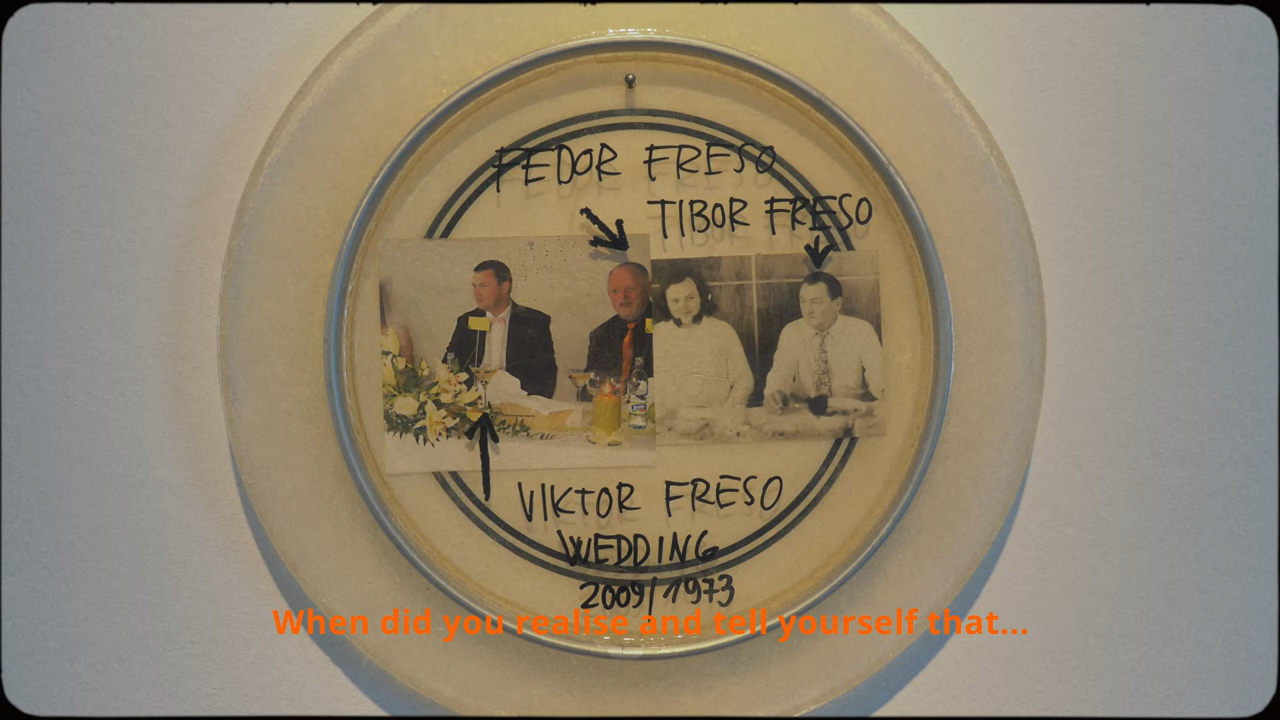 FEDOR FRESO
TIBOR FRESO
VIKTOR FRESO
WEDDING
2009/1973
When did you realise and tell yourself that...